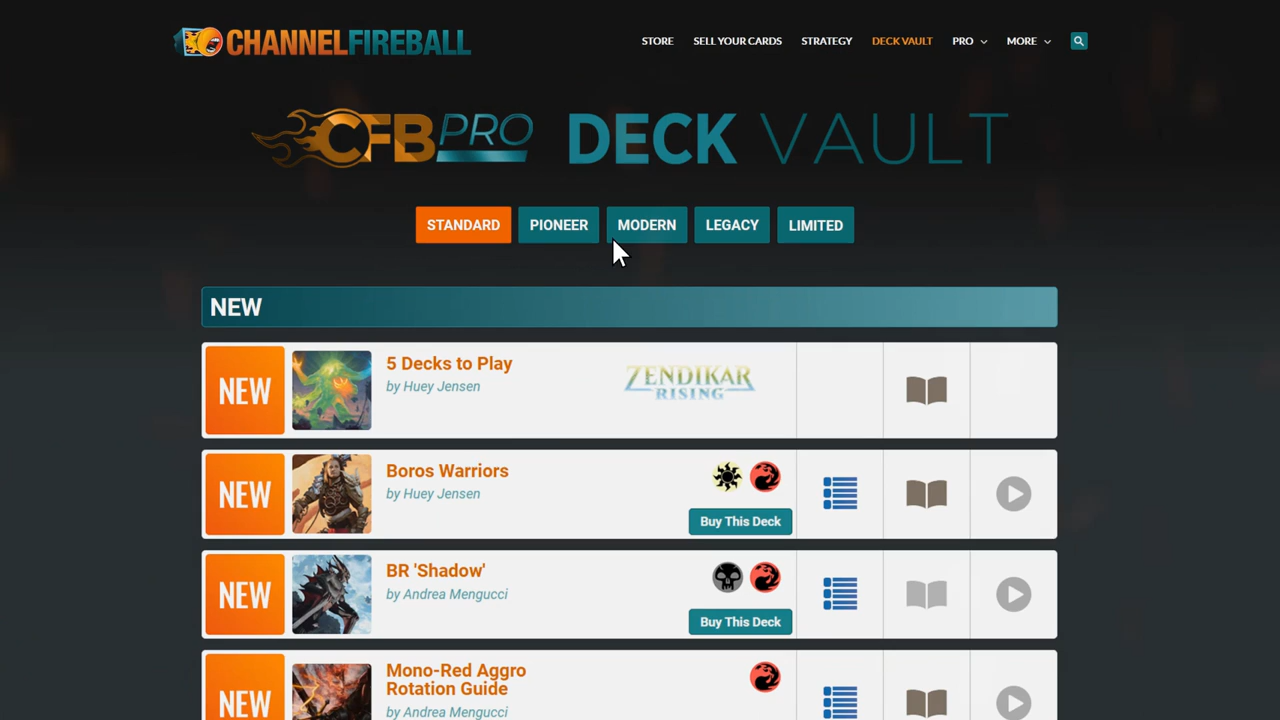 CHANNELFIREBALL
STORE SELL YOUR CARDS STRATEGY DECK VAULT PRO MORE
CFB PRO DECK VAULT
STANDARD PIONEER MODERN LEGACY LIMITED
NEW
NEW
5 Decks to Play
by Huey Jensen
ZENDIKAR
RISING
NEW
Boros Warriors
by Huey Jensen
Buy This Deck
NEW
BR 'Shadow'
by Andrea Mengucci
Buy This Deck
NEW
Mono-Red Aggro
Rotation Guide
by Andrea Mengucci